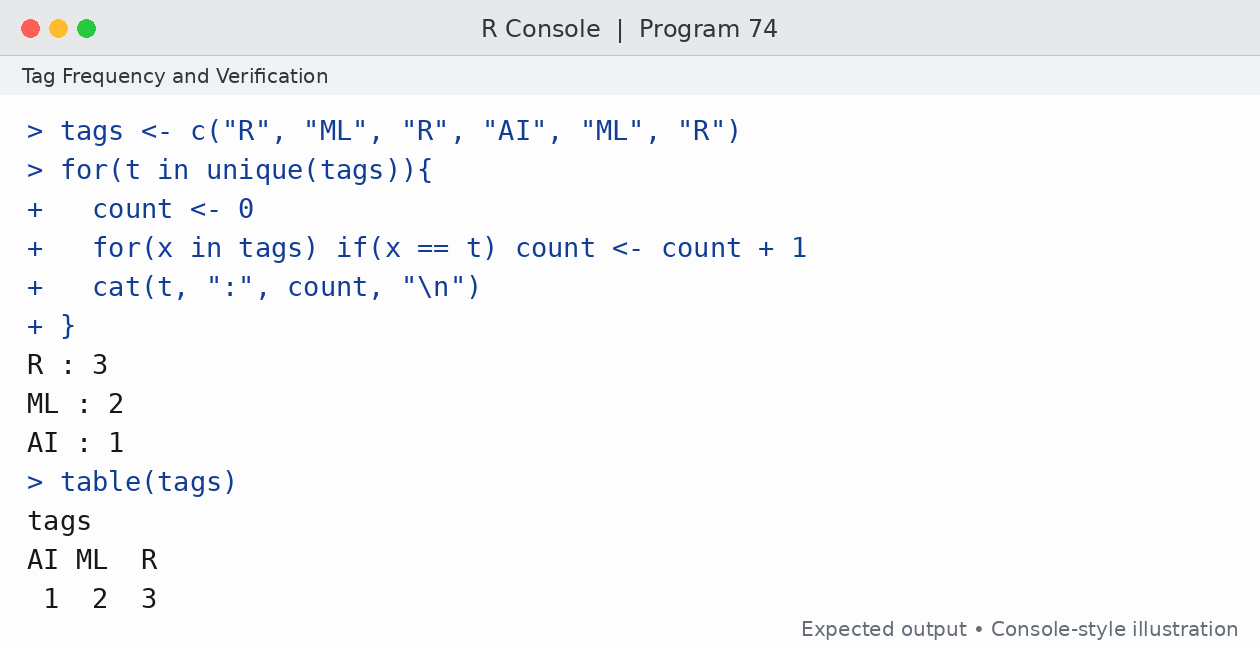 R Console | Program 74
Tag Frequency and Verification
> tags <- c("R", "ML", "R", "AI", "ML", "R")
> for(t in unique(tags)){
+   count <- 0
+   for(x in tags) if(x == t) count <- count + 1
+   cat(t, ":", count, "\n")
+ }
R : 3
ML : 2
AI : 1
> table(tags)
tags
AI ML  R
 1  2  3
Expected output • Console-style illustration